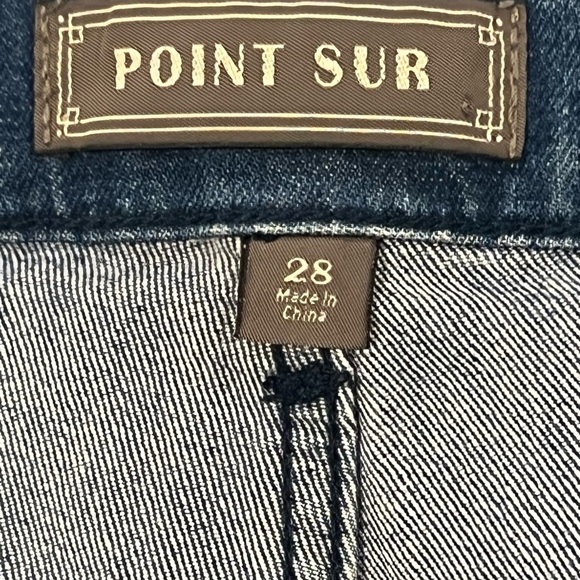 POINT SUR
28
Made In
China